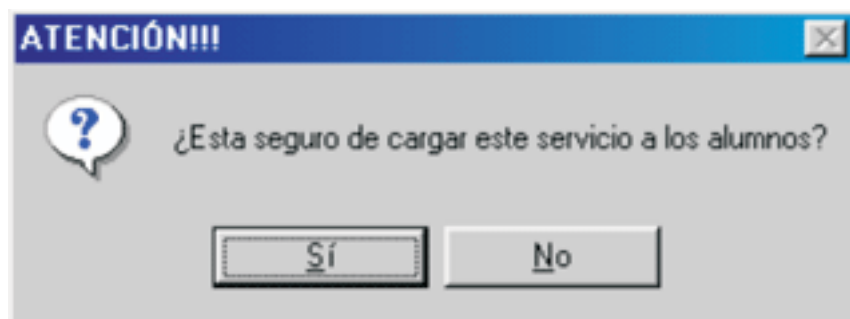 ATENCIÓN!!!
¿Esta seguro de cargar este servicio a los alumnos?
Sí
No